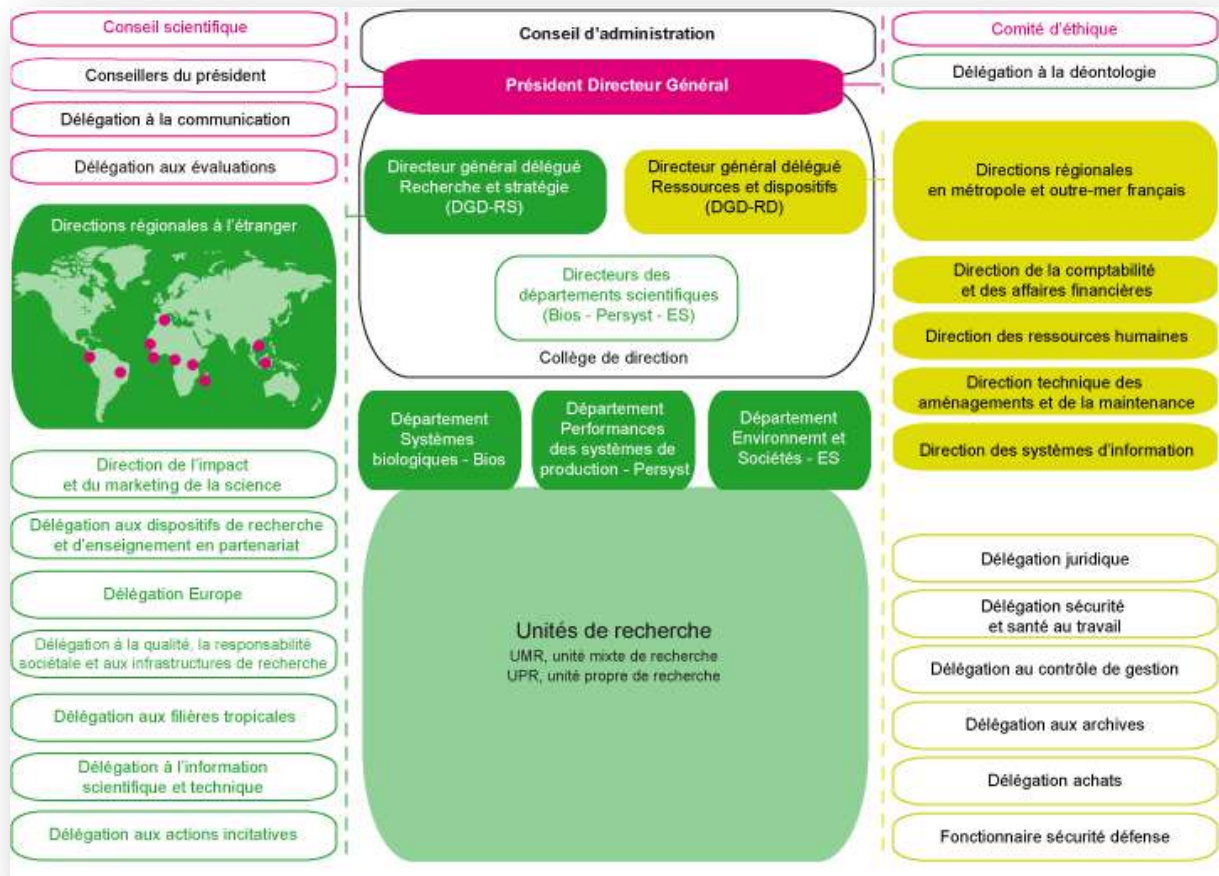 Conseil scientifique
Conseillers du président
Délégation à la communication
Délégation aux évaluations
Directions régionales à l'étranger
Direction de l'impact
et du marketing de la science
Délégation aux dispositifs de recherche
et d'enseignement en partenariat
Délégation Europe
Délégation à la qualité, la responsabilité
sociétale et aux infrastructures de recherche
Délégation aux filières tropicales
Délégation à l'information
scientifique et technique
Délégation aux actions incitatives
Conseil d'administration
Président Directeur Général
Directeur général délégué
Recherche et stratégie
(DGD-RS)
Directeur général délégué
Ressources et dispositifs
(DGD-RD)
Directeurs des
départements scientifiques
(Bios - Persyst - ES)
Collège de direction
Département
Systèmes
biologiques - Bios
Département
Performances
des systèmes de
production - Persyst
Département
Environnemt et
Sociétés - ES
Unités de recherche
UMR, unité mixte de recherche
UPR, unité propre de recherche
Comité d'éthique
Délégation à la déontologie
Directions régionales
en métropole et outre-mer français
Direction de la comptabilité
et des affaires financières
Direction des ressources humaines
Direction technique des
aménagements et de la maintenance
Direction des systèmes d'information
Délégation juridique
Délégation sécurité
et santé au travail
Délégation au contrôle de gestion
Délégation aux archives
Délégation achats
Fonctionnaire sécurité défense